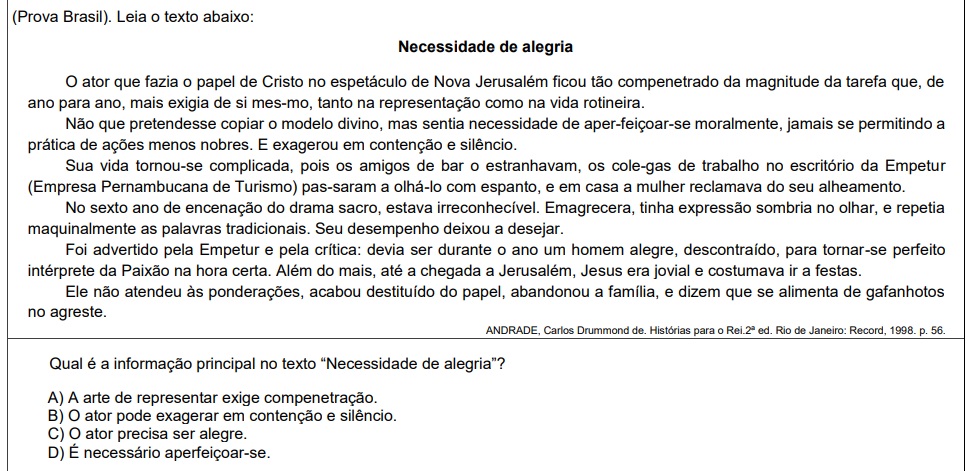 (Prova Brasil). Leia o texto abaixo:
Necessidade de alegria
O ator que fazia o papel de Cristo no espetáculo de Nova Jerusalém ficou tão compenetrado da magnitude da tarefa que, de
ano para ano, mais exigia de si mes-mo, tanto na representação como na vida rotineira.
Não que pretendesse copiar o modelo divino, mas sentia necessidade de aper-feiçoar-se moralmente, jamais se permitindo a
prática de ações menos nobres. E exagerou em contenção e silêncio.
Sua vida tornou-se complicada, pois os amigos de bar o estranhavam, os cole-gas de trabalho no escritório da Empetur
(Empresa Pernambucana de Turismo) pas-saram a olhá-lo com espanto, e em casa a mulher reclamava do seu alheamento.
No sexto ano de encenação do drama sacro, estava irreconhecível. Emagrecera, tinha expressão sombria no olhar, e repetia
maquinalmente as palavras tradicionais. Seu desempenho deixou a desejar.
Foi advertido pela Empetur e pela crítica: devia ser durante o ano um homem alegre, descontraído, para tornar-se perfeito
intérprete da Paixão na hora certa. Além do mais, até a chegada a Jerusalém, Jesus era jovial e costumava ir a festas.
Ele não atendeu às ponderações, acabou destituído do papel, abandonou a família, e dizem que se alimenta de gafanhotos
no agreste.
ANDRADE, Carlos Drummond de. Histórias para o Rei.2ª ed. Rio de Janeiro: Record, 1998. p. 56.
Qual é a informação principal no texto “Necessidade de alegria”?
A) A arte de representar exige compenetração.
B) O ator pode exagerar em contenção e silêncio.
C) O ator precisa ser alegre.
D) É necessário aperfeiçoar-se.